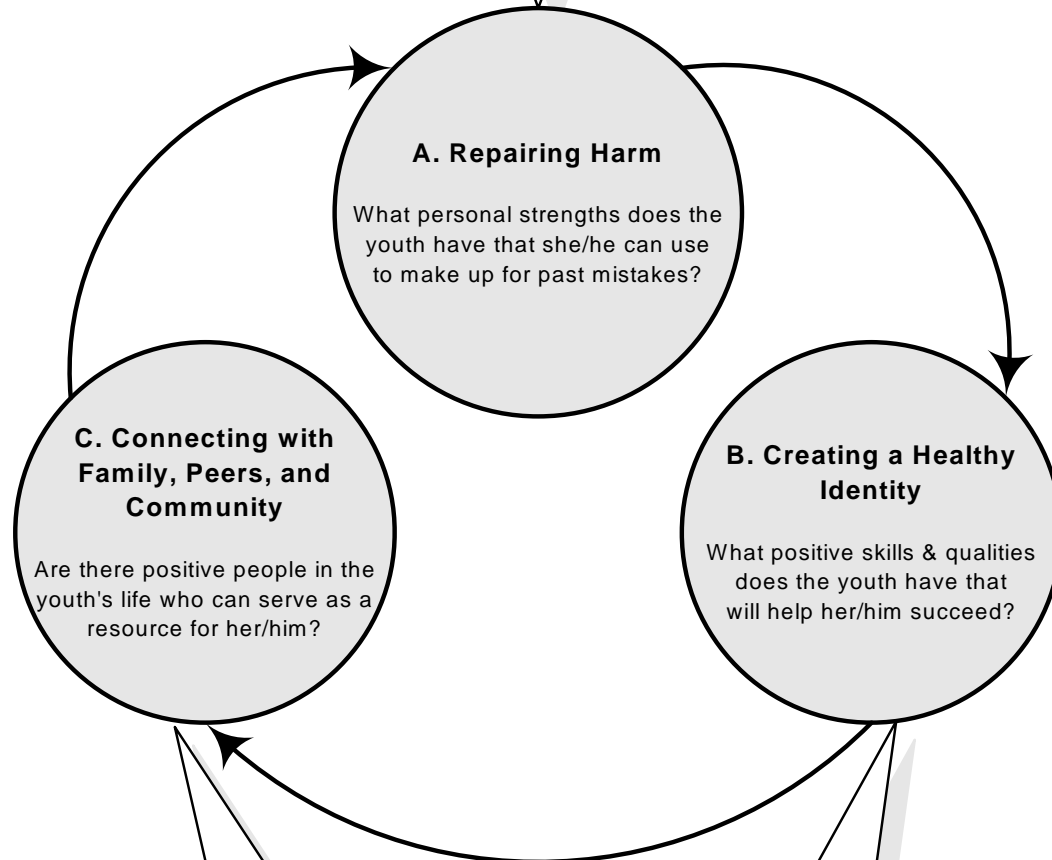 A. Repairing Harm
What personal strengths does the
youth have that she/he can use
to make up for past mistakes?
B. Creating a Healthy
Identity
What positive skills & qualities
does the youth have that
will help her/him succeed?
C. Connecting with
Family, Peers, and
Community
Are there positive people in the
youth's life who can serve as a
resource for her/him?